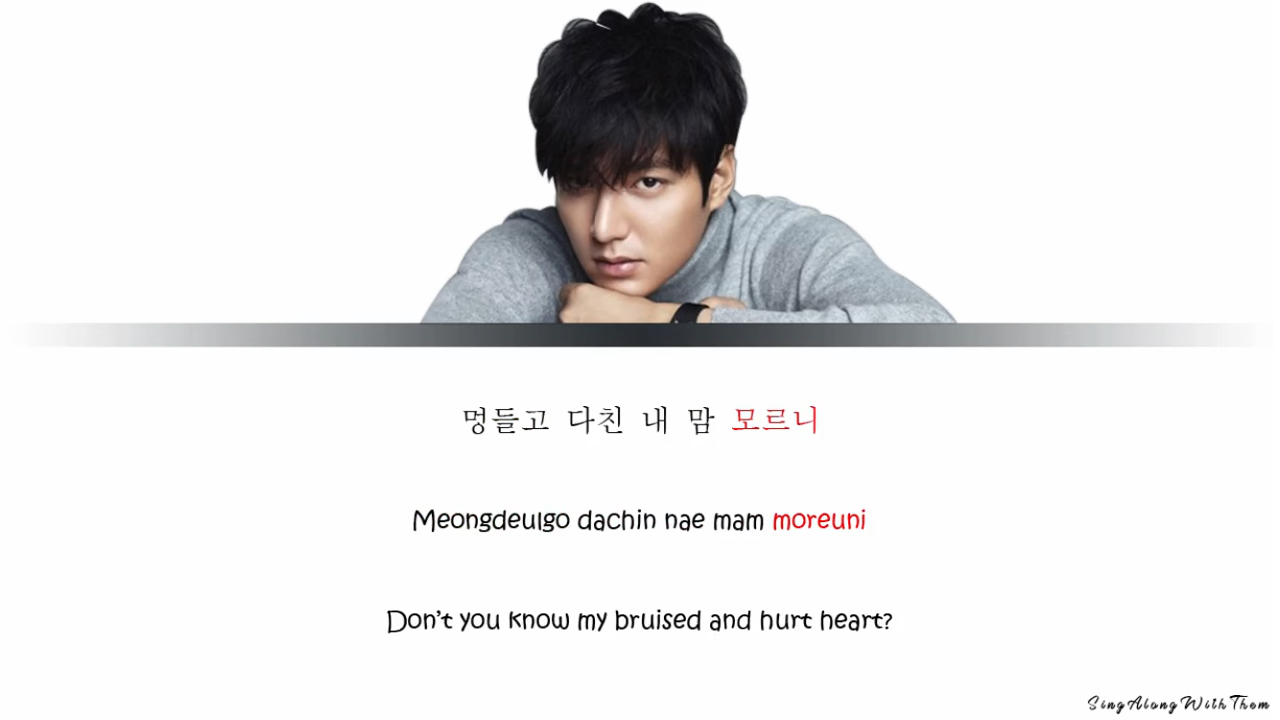 멍들고 다친 내 맘 모르니
Meongdeulgo dachin nae mam moreuni
Don't you know my bruised and hurt heart?
SingAlongWithThem